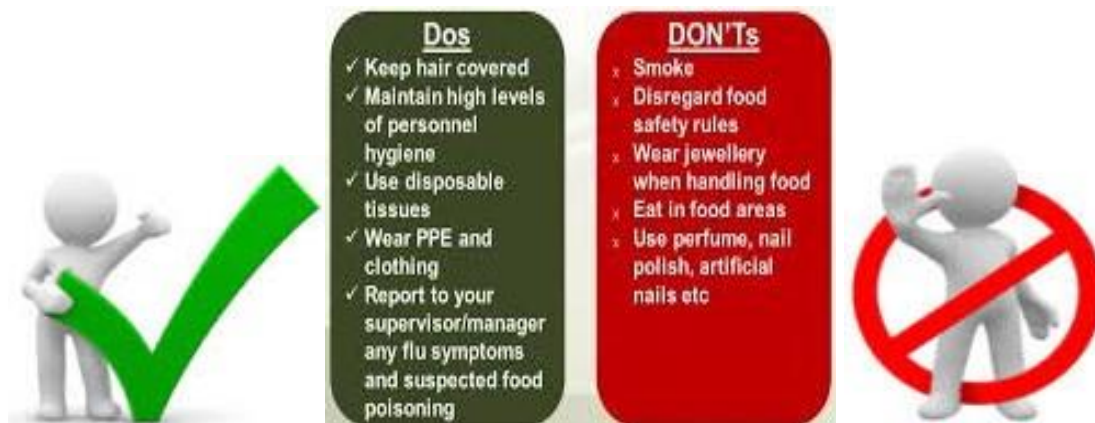 Dos
✓ Keep hair covered
✓ Maintain high levels
of personnel
hygiene
✓ Use disposable
tissues
✓ Wear PPE and
clothing
✓ Report to your
supervisor/manager
any flu symptoms
and suspected food
poisoning
DON'Ts
x Smoke
x Disregard food
safety rules
x Wear jewellery
when handling food
x Eat in food areas
x Use perfume, nail
polish, artificial
nails etc